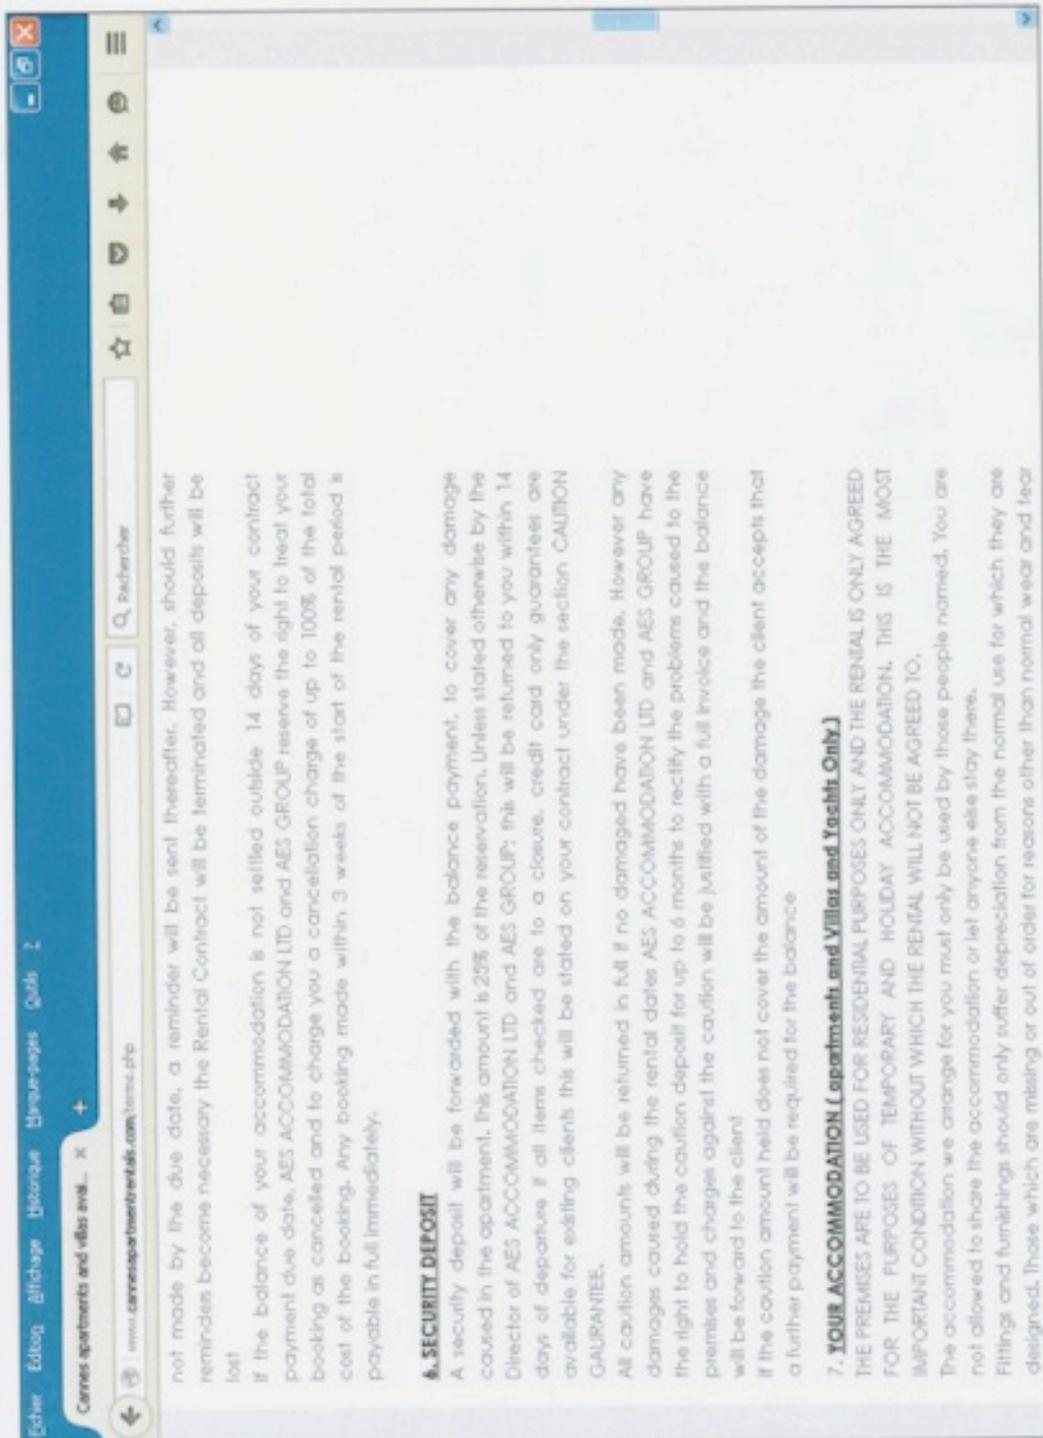 Fichier Edition Affichage Historique Marque-pages Outils ?
Cannes apartments and villas avai... × +
www.cannesapartmentrentals.com/terms.php
Rechercher
not made by the due date, a reminder will be sent thereafter. However, should further
reminders become necessary the Rental Contract will be terminated and all deposits will be
lost
If the balance of your accommodation is not settled outside 14 days of your contract
payment due date, AES ACCOMMODATION LTD and AES GROUP reserve the right to treat your
booking as cancelled and to charge you a cancellation charge of up to 100% of the total
cost of the booking. Any booking made within 3 weeks of the start of the rental period is
payable in full immediately.
6. SECURITY DEPOSIT
A security deposit will be forwarded with the balance payment, to cover any damage
caused in the apartment. This amount is 25% of the reservation. Unless stated otherwise by the
Director of AES ACCOMMODATION LTD and AES GROUP; this will be returned to you within 14
days of departure if all items checked are to a closure. credit card only guarantees are
available for existing clients this will be stated on your contract under the section CAUTION
GAURANTEE.
All caution amounts will be returned in full if no damaged have been made. However any
damages caused during the rental dates AES ACCOMMODATION LTD and AES GROUP have
the right to hold the caution deposit for up to 6 months to rectify the problems caused to the
premises and charges against the caution will be justified with a full invoice and the balance
will be forward to the client
If the caution amount held does not cover the amount of the damage the client accepts that
a further payment will be required for the balance
7. YOUR ACCOMMODATION ( apartments and Villas and Yachts Only )
THE PREMISES ARE TO BE USED FOR RESIDENTIAL PURPOSES ONLY AND THE RENTAL IS ONLY AGREED
FOR THE PURPOSES OF TEMPORARY AND HOLIDAY ACCOMMODATION. THIS IS THE MOST
IMPORTANT CONDITION WITHOUT WHICH THE RENTAL WILL NOT BE AGREED TO.
The accommodation we arrange for you must only be used by those people named. You are
not allowed to share the accommodation or let anyone else stay there.
Fittings and furnishings should only suffer depreciation from the normal use for which they are
designed. Those which are missing or out of order for reasons other than normal wear and tear